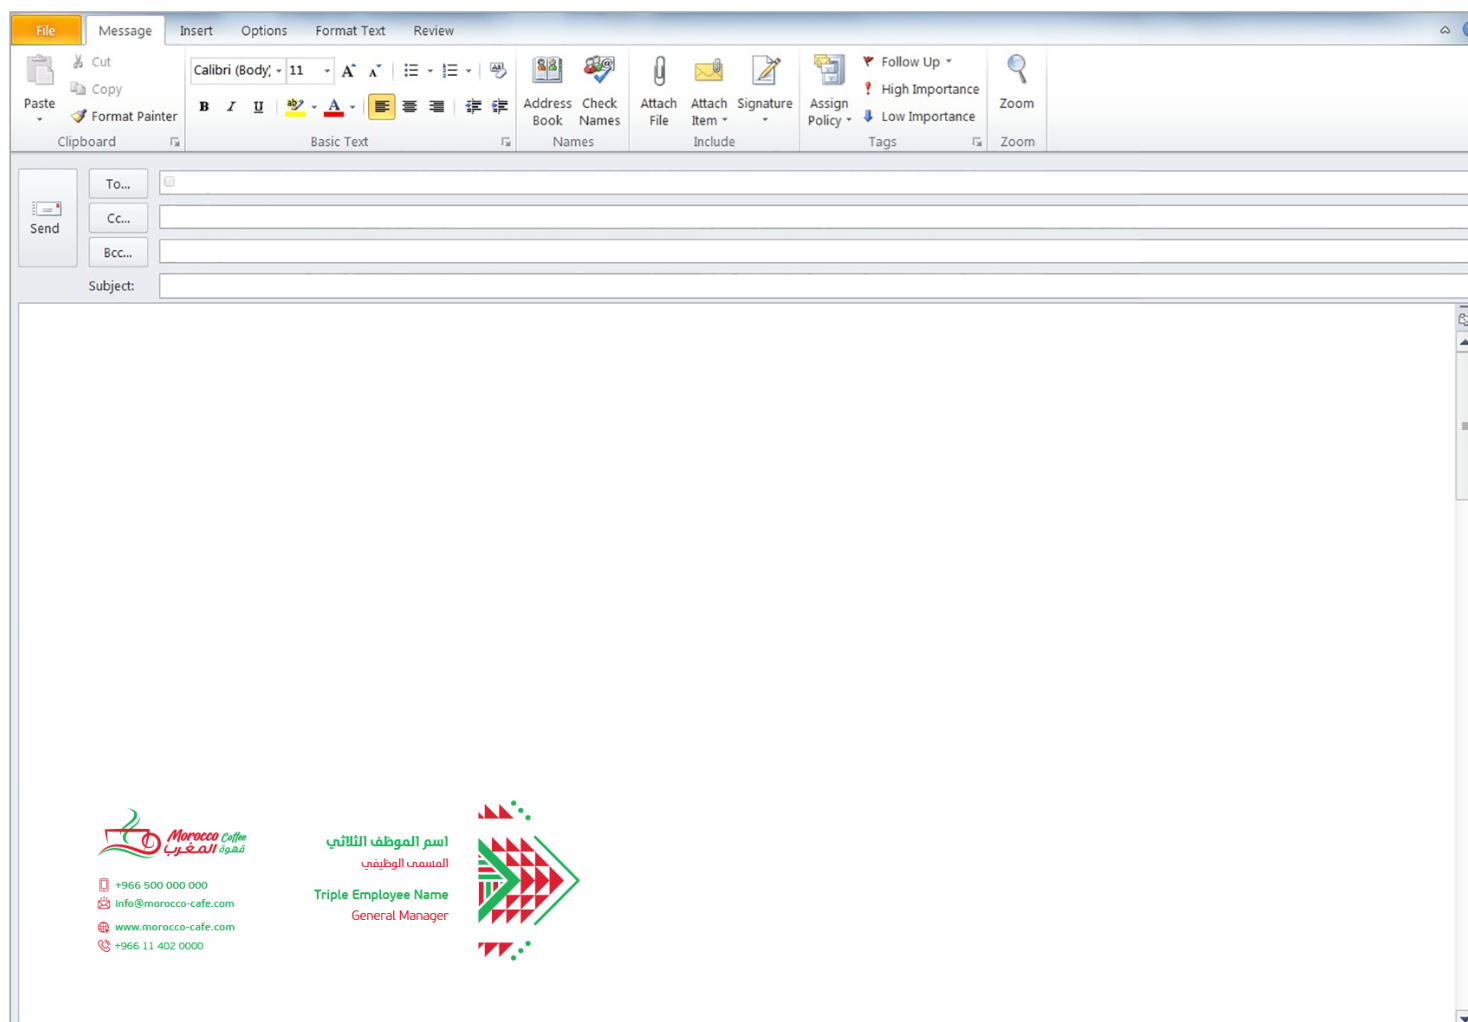 File Message Insert Options Format Text Review
Paste
Cut
Copy
Format Painter
Clipboard
Calibri (Body) 11
B I U
Basic Text
Address Book
Check Names
Names
Attach File
Attach Item
Signature
Include
Assign Policy
Follow Up
High Importance
Low Importance
Tags
Zoom
Zoom
Send
To...
Cc...
Bcc...
Subject:
Morocco Coffee
قهوة المغرب
+966 500 000 000
info@morocco-cafe.com
www.morocco-cafe.com
+966 11 402 0000
اسم الموظف الثلاثي
المسمى الوظيفي
Triple Employee Name
General Manager